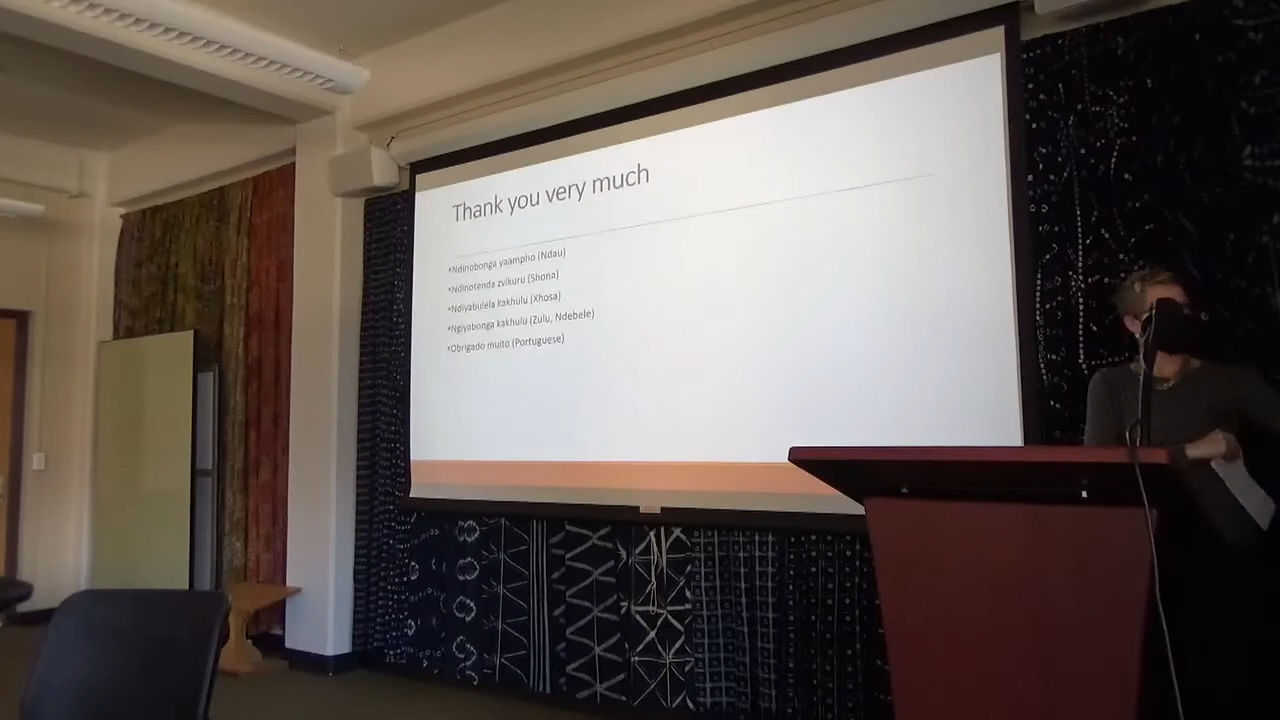 Thank you very much
▪Ndinobonga yaampho (Ndau)
▪Ndinotenda zvikuru (Shona)
▪Ndiyabulela kakhulu (Xhosa)
▪Ngiyabonga kakhulu (Zulu, Ndebele)
▪Obrigado muito (Portuguese)